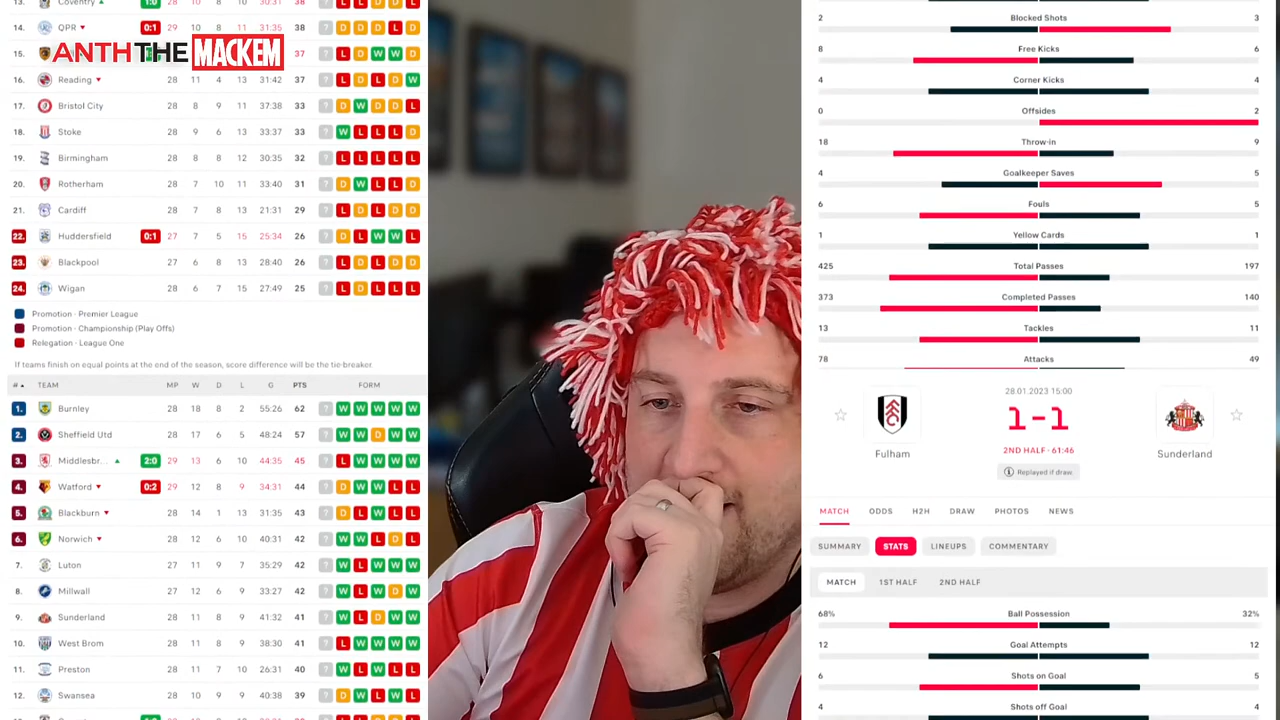 13. Coventry 1:0 28 10 8 10 30:31 38 ? L L D D L
14. QPR 0:1 29 10 8 11 31:35 38 ? D D D L D
15. 37 ? L D W W D
ANTHTHEMACKEM
16. Reading 28 11 4 13 31:42 37 ? L D L D W
17. Bristol City 28 8 9 11 37:38 33 ? D W D D L
18. Stoke 28 9 6 13 33:37 33 ? W L L L D
19. Birmingham 28 8 8 12 30:35 32 ? L L L L L
20. Rotherham 28 7 10 11 33:40 31 ? D W L L D
21. Cardiff 28 7 8 13 21:31 29 ? L D L D D
22. Huddersfield 0:1 27 7 5 15 25:34 26 ? D L W W L
23. Blackpool 27 6 8 13 28:40 26 ? L D L D D
24. Wigan 28 6 7 15 27:49 25 ? L D L L L
Promotion - Premier League
Promotion - Championship (Play Offs)
Relegation - League One
If teams finish on equal points at the end of the season, score difference will be the tie-breaker.
# TEAM MP W D L G PTS FORM
1. Burnley 28 18 8 2 55:26 62 ? W W W W W
2. Sheffield Utd 28 17 6 5 48:24 57 ? W W D W W
3. Middlesbr... 2:0 29 13 6 10 44:35 45 ? L W W W W
4. Watford 0:2 29 12 8 9 34:31 44 ? D W W L L
5. Blackburn 28 14 1 13 31:35 43 ? D L W L L
6. Norwich 28 12 6 10 40:31 42 ? W W L D L
7. Luton 27 11 9 7 35:29 42 ? W L W W W
8. Millwall 27 12 6 9 33:27 42 ? W L W D W
9. Sunderland 28 11 8 9 41:32 41 ? W L D W W
10. West Brom 28 11 8 9 38:30 41 ? L W W W W
11. Preston 28 11 7 10 26:31 40 ? W L W L L
12. Swansea 28 10 9 9 40:38 39 ? D W L W L
2 Blocked Shots 3
8 Free Kicks 6
4 Corner Kicks 4
0 Offsides 2
18 Throw-in 9
4 Goalkeeper Saves 5
6 Fouls 5
1 Yellow Cards 1
425 Total Passes 197
373 Completed Passes 140
13 Tackles 11
78 Attacks 49
28.01.2023 15:00
1-1
2ND HALF - 61:46
Fulham Sunderland
Replayed if draw.
MATCH ODDS H2H DRAW PHOTOS NEWS
SUMMARY STATS LINEUPS COMMENTARY
MATCH 1ST HALF 2ND HALF
68% Ball Possession 32%
12 Goal Attempts 12
6 Shots on Goal 5
4 Shots off Goal 4